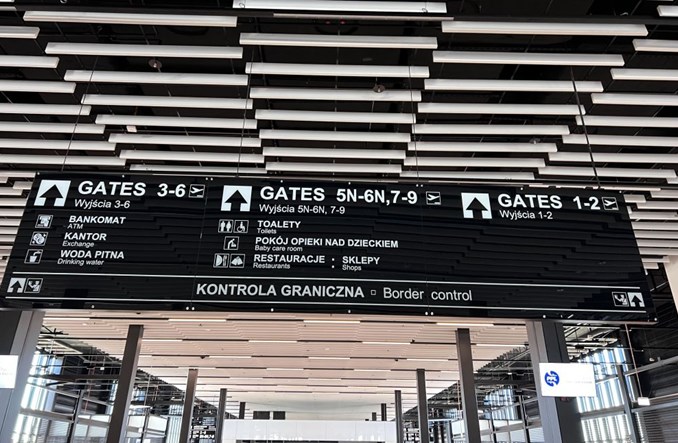 GATES 3-6
Wyjścia 3-6
BANKOMAT
ATM
KANTOR
Exchange
WODA PITNA
Drinking water
GATES 5N-6N,7-9
Wyjścia 5N-6N, 7-9
TOALETY
Toilets
POKÓJ OPIEKI NAD DZIECKIEM
Baby care room
RESTAURACJE · SKLEPY
Restaurants · Shops
GATES 1-2
Wyjścia 1-2
KONTROLA GRANICZNA □ Border control